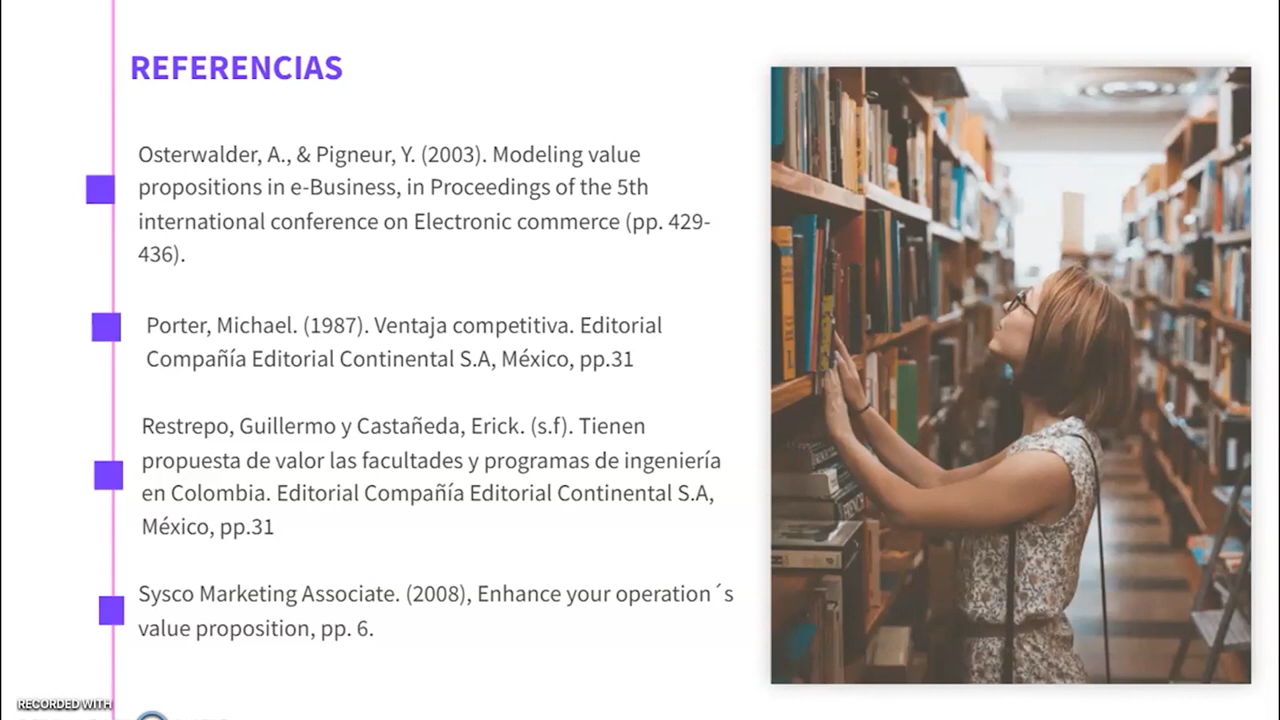 REFERENCIAS
Osterwalder, A., & Pigneur, Y. (2003). Modeling value
propositions in e-Business, in Proceedings of the 5th
international conference on Electronic commerce (pp. 429-
436).
Porter, Michael. (1987). Ventaja competitiva. Editorial
Compañía Editorial Continental S.A, México, pp.31
Restrepo, Guillermo y Castañeda, Erick. (s.f). Tienen
propuesta de valor las facultades y programas de ingeniería
en Colombia. Editorial Compañía Editorial Continental S.A,
México, pp.31
Sysco Marketing Associate. (2008), Enhance your operation´s
value proposition, pp. 6.
RECORDED WITH